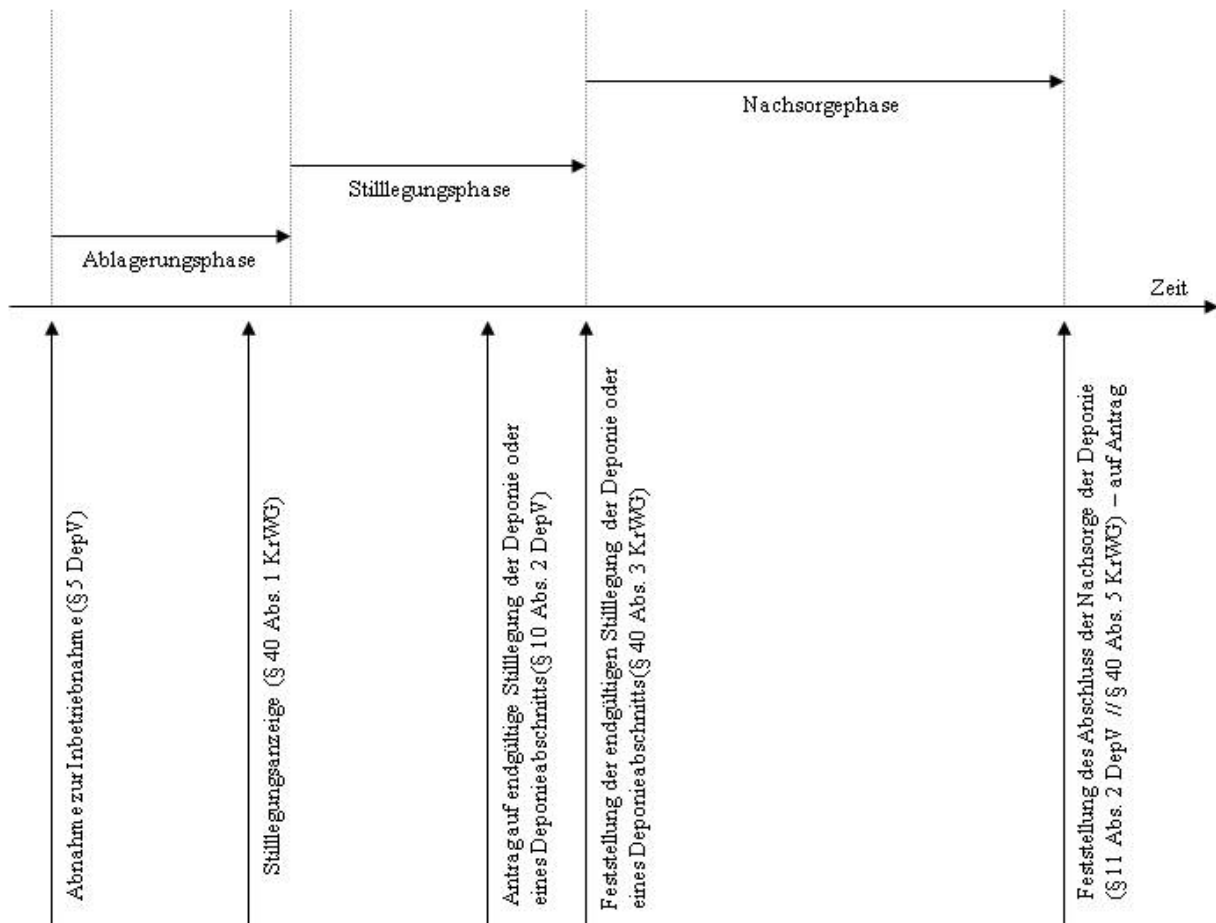 Nachsorgephase
Stilllegungsphase
Ablagerungsphase
Zeit
Abnahme zur Inbetriebnahme (§ 5 DepV)
Stilllegungsanzeige (§ 40 Abs. 1 KrWG)
Antrag auf endgültige Stilllegung der Deponie oder
eines Deponieabschnitts (§ 10 Abs. 2 DepV)
Feststellung der endgültigen Stilllegung der Deponie oder
eines Deponieabschnitts (§ 40 Abs. 3 KrWG)
Feststellung des Abschluss der Nachsorge der Deponie
(§ 11 Abs. 2 DepV // § 40 Abs. 5 KrWG) – auf Antrag